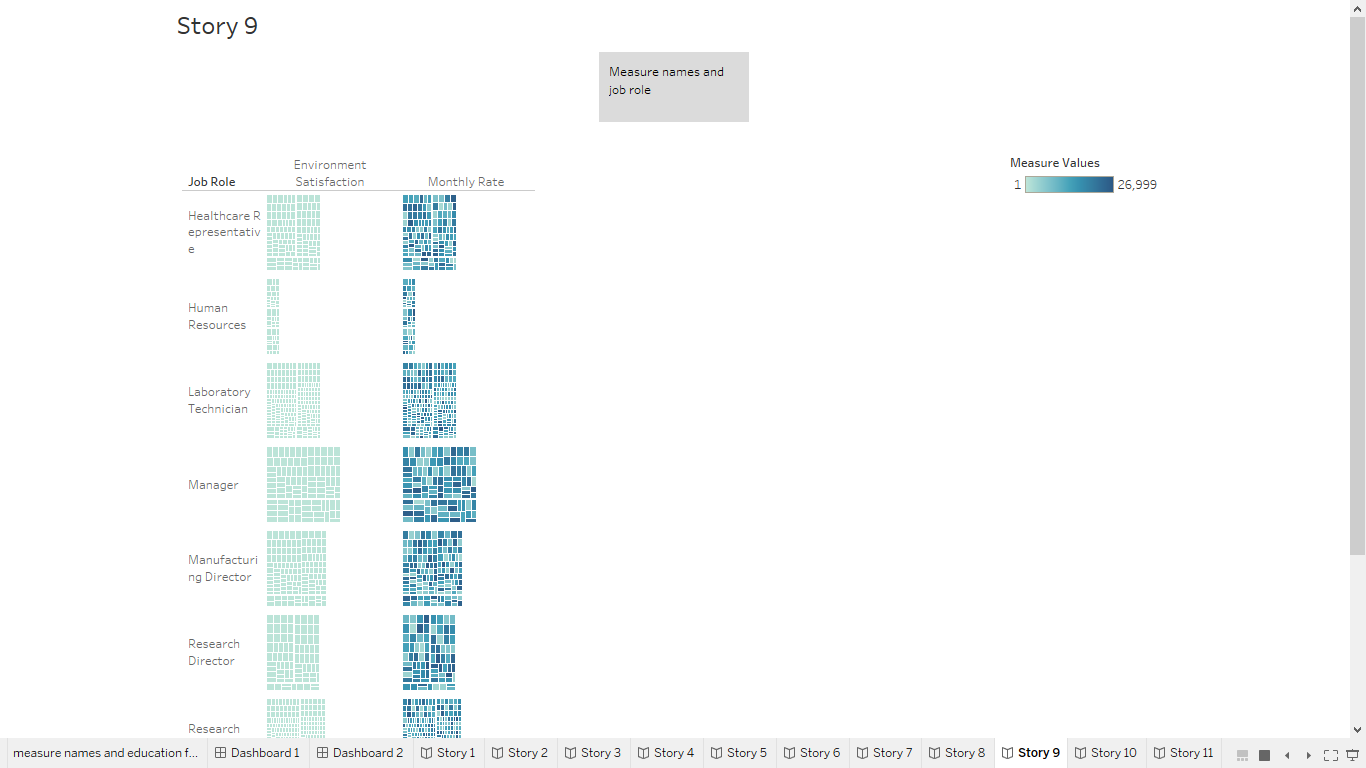 Story 9
Measure names and
job role
Environment
Satisfaction
Job Role
Monthly Rate
Measure Values
1
26,999
Healthcare R
epresentativ
e
Human
Resources
Laboratory
Technician
Manager
Manufacturi
ng Director
Research
Director
Research
measure names and education f...
Dashboard 1
Dashboard 2
Story 1
Story 2
Story 3
Story 4
Story 5
Story 6
Story 7
Story 8
Story 9
Story 10
Story 11